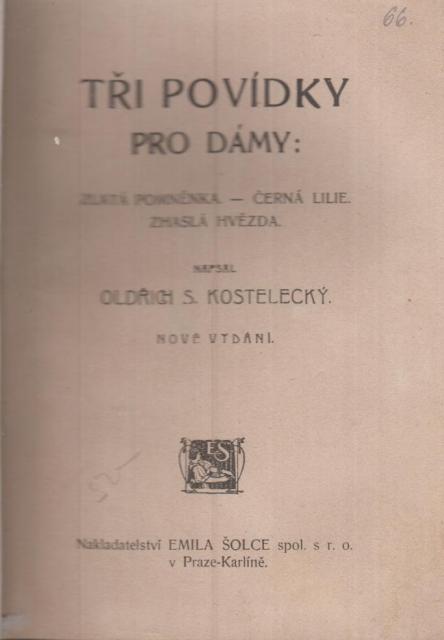 66.
TŘI POVÍDKY
PRO DÁMY:
ZLATÁ POMNĚNKA. — ČERNÁ LILIE.
ZHASLÁ HVĚZDA.
NAPSAL
OLDŘICH S. KOSTELECKÝ.
NOVÉ VYDÁNÍ.
ES
Nakladatelství EMILA ŠOLCE spol. s r. o.
v Praze-Karlíně.